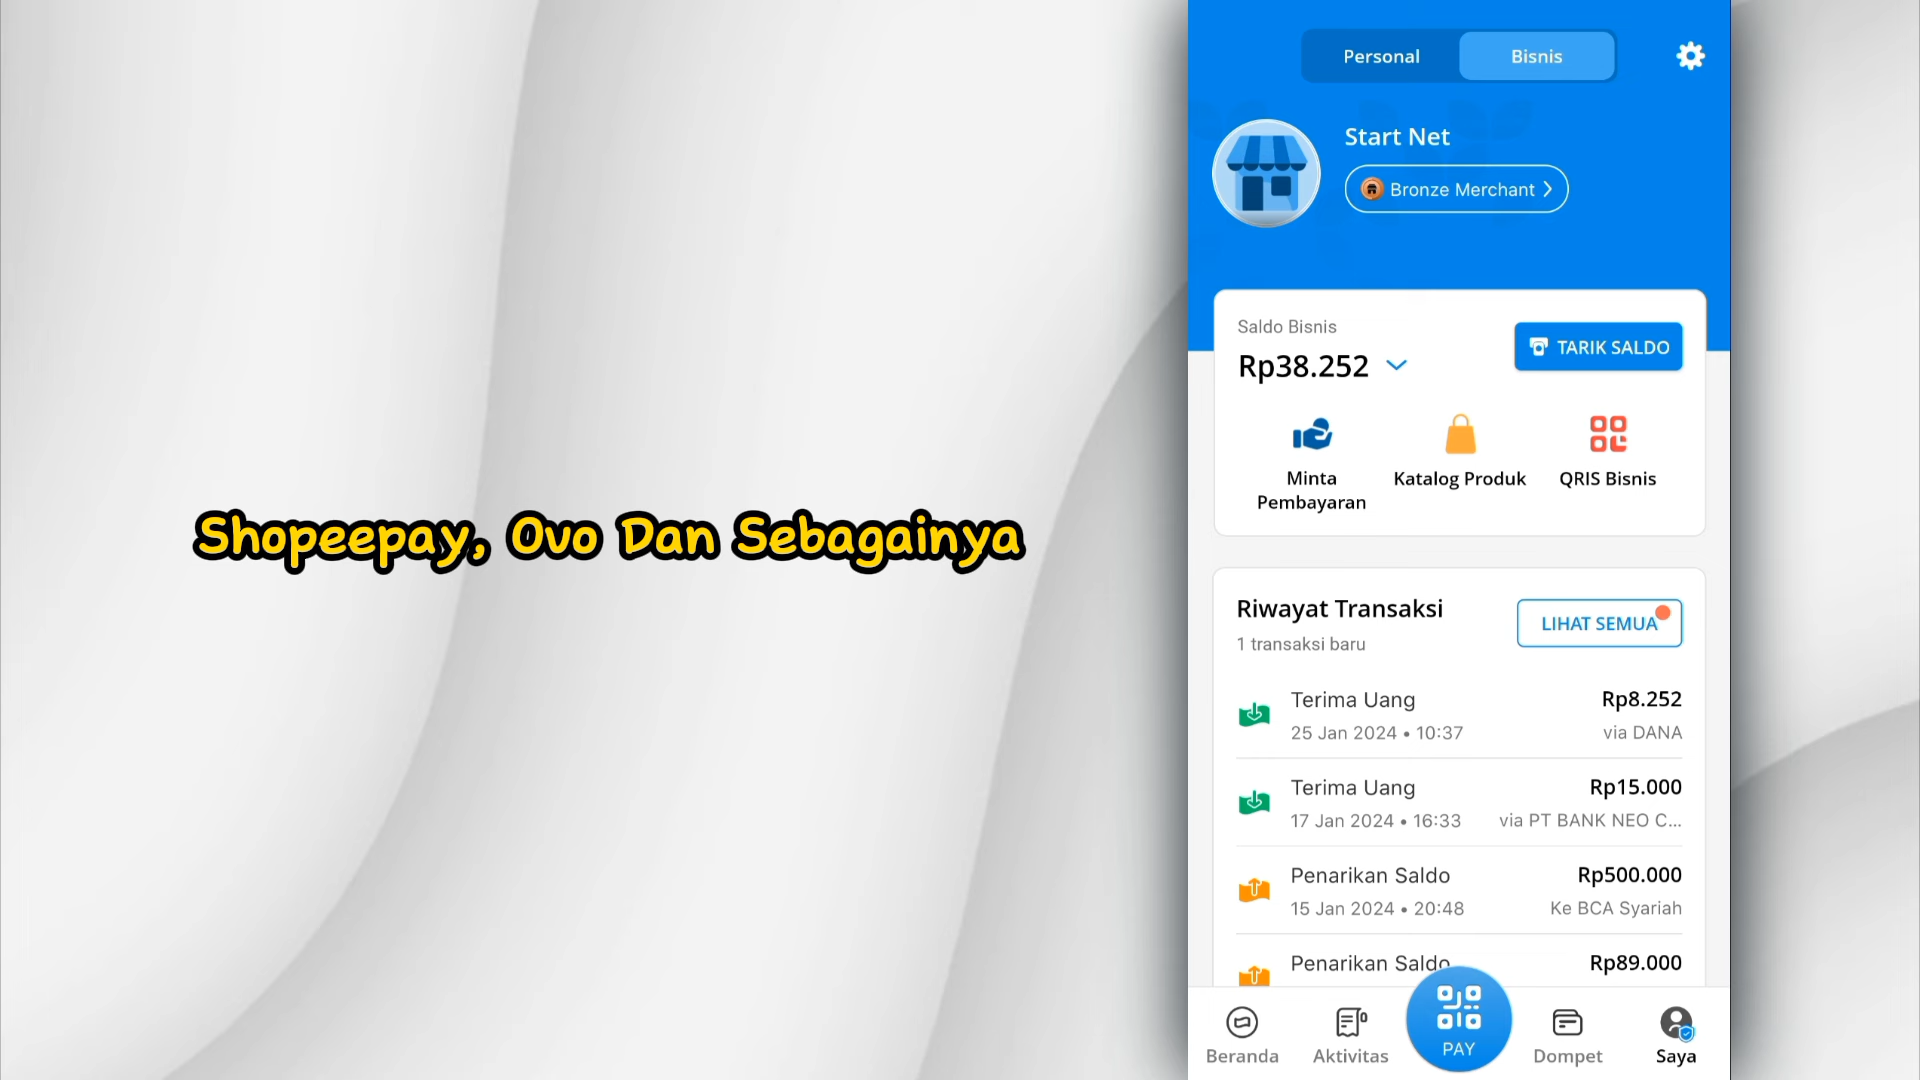 Shopeepay, Ovo Dan Sebagainya
Personal
Bisnis
Start Net
Bronze Merchant
Saldo Bisnis
Rp38.252
TARIK SALDO
Minta
Pembayaran
Katalog Produk
QRIS Bisnis
Riwayat Transaksi
1 transaksi baru
LIHAT SEMUA
Terima Uang
Rp8.252
25 Jan 2024 • 10:37
via DANA
Terima Uang
Rp15.000
17 Jan 2024 • 16:33
via PT BANK NEO C...
Penarikan Saldo
Rp500.000
15 Jan 2024 • 20:48
Ke BCA Syariah
Penarikan Saldo
Rp89.000
Beranda
Aktivitas
PAY
Dompet
Saya